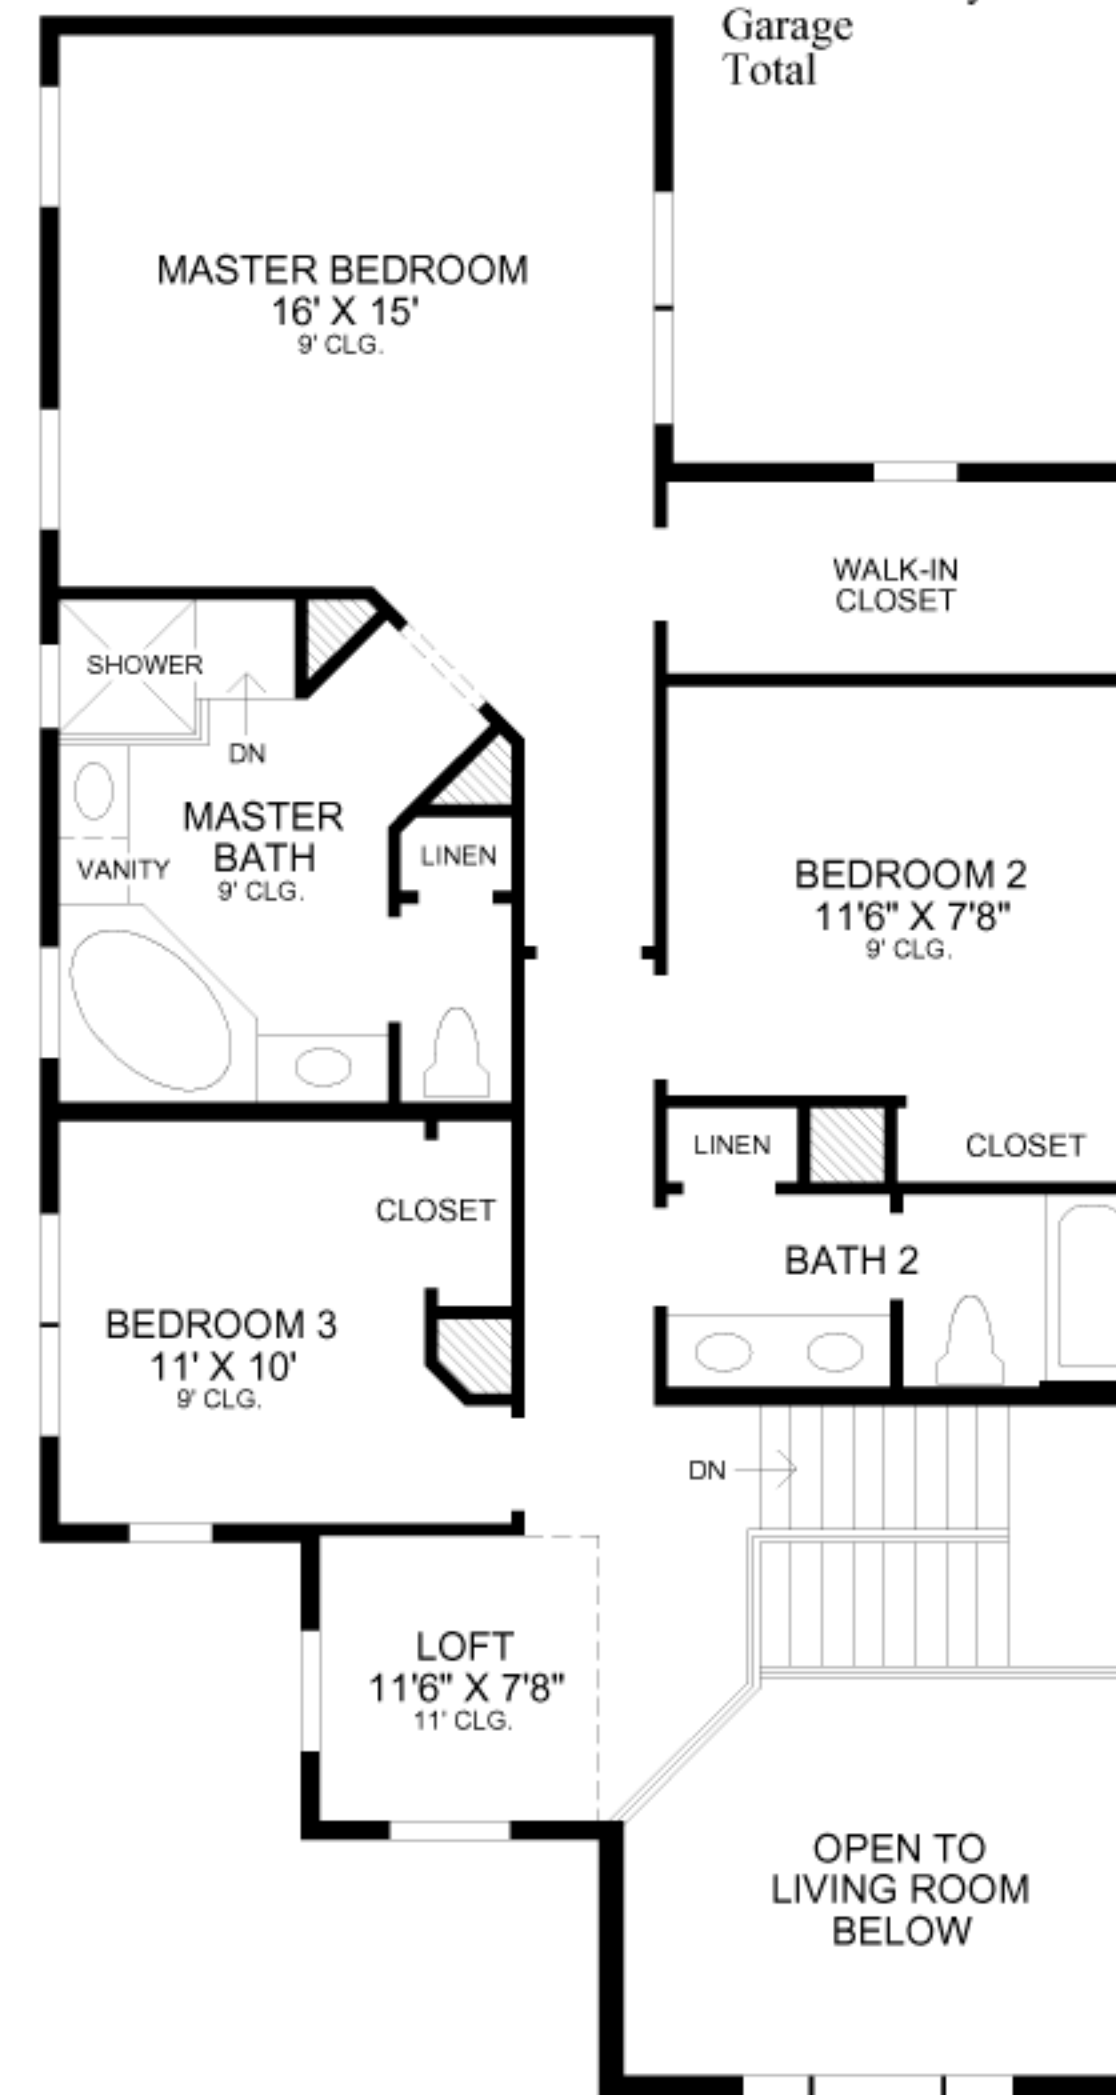 Garage
Total
MASTER BEDROOM
16' X 15'
9' CLG.
WALK-IN
CLOSET
SHOWER
DN
MASTER
BATH
9' CLG.
VANITY
LINEN
BEDROOM 2
11'6" X 7'8"
9' CLG.
LINEN
CLOSET
CLOSET
BATH 2
BEDROOM 3
11' X 10'
9' CLG.
DN
LOFT
11'6" X 7'8"
11' CLG.
OPEN TO
LIVING ROOM
BELOW